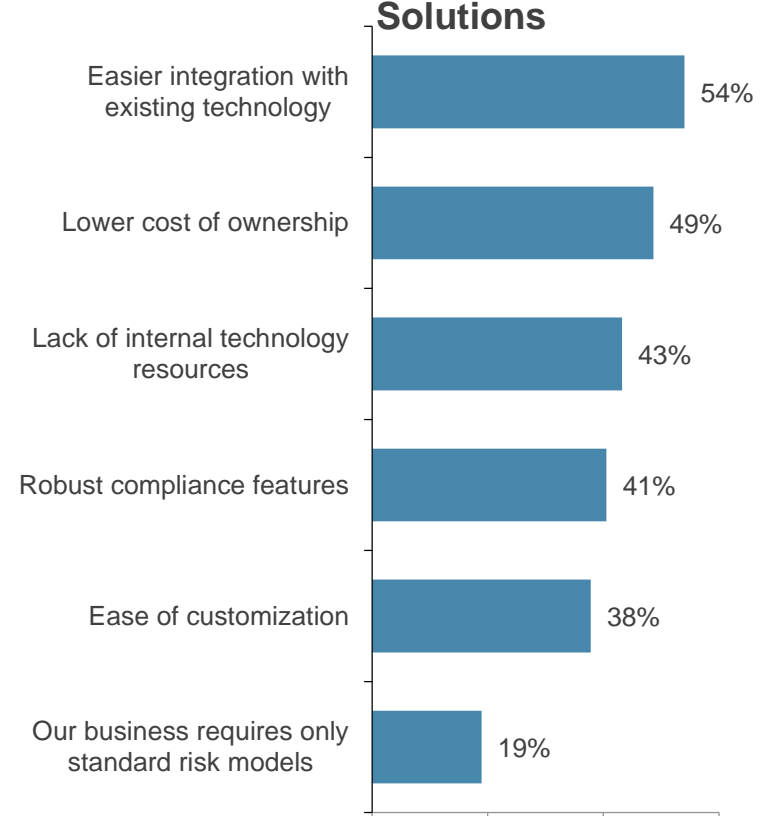 Solutions
Easier integration with
existing technology
54%
Lower cost of ownership
49%
Lack of internal technology
resources
43%
Robust compliance features
41%
Ease of customization
38%
Our business requires only
standard risk models
19%